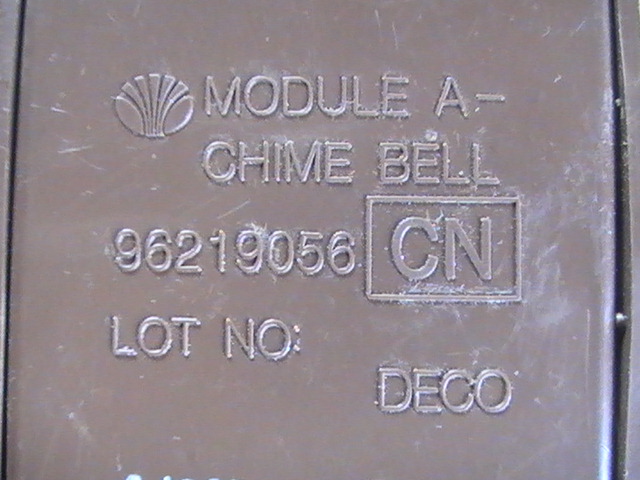 MODULE A-
CHIME BELL
96219056 CN
LOT NO:
DECO